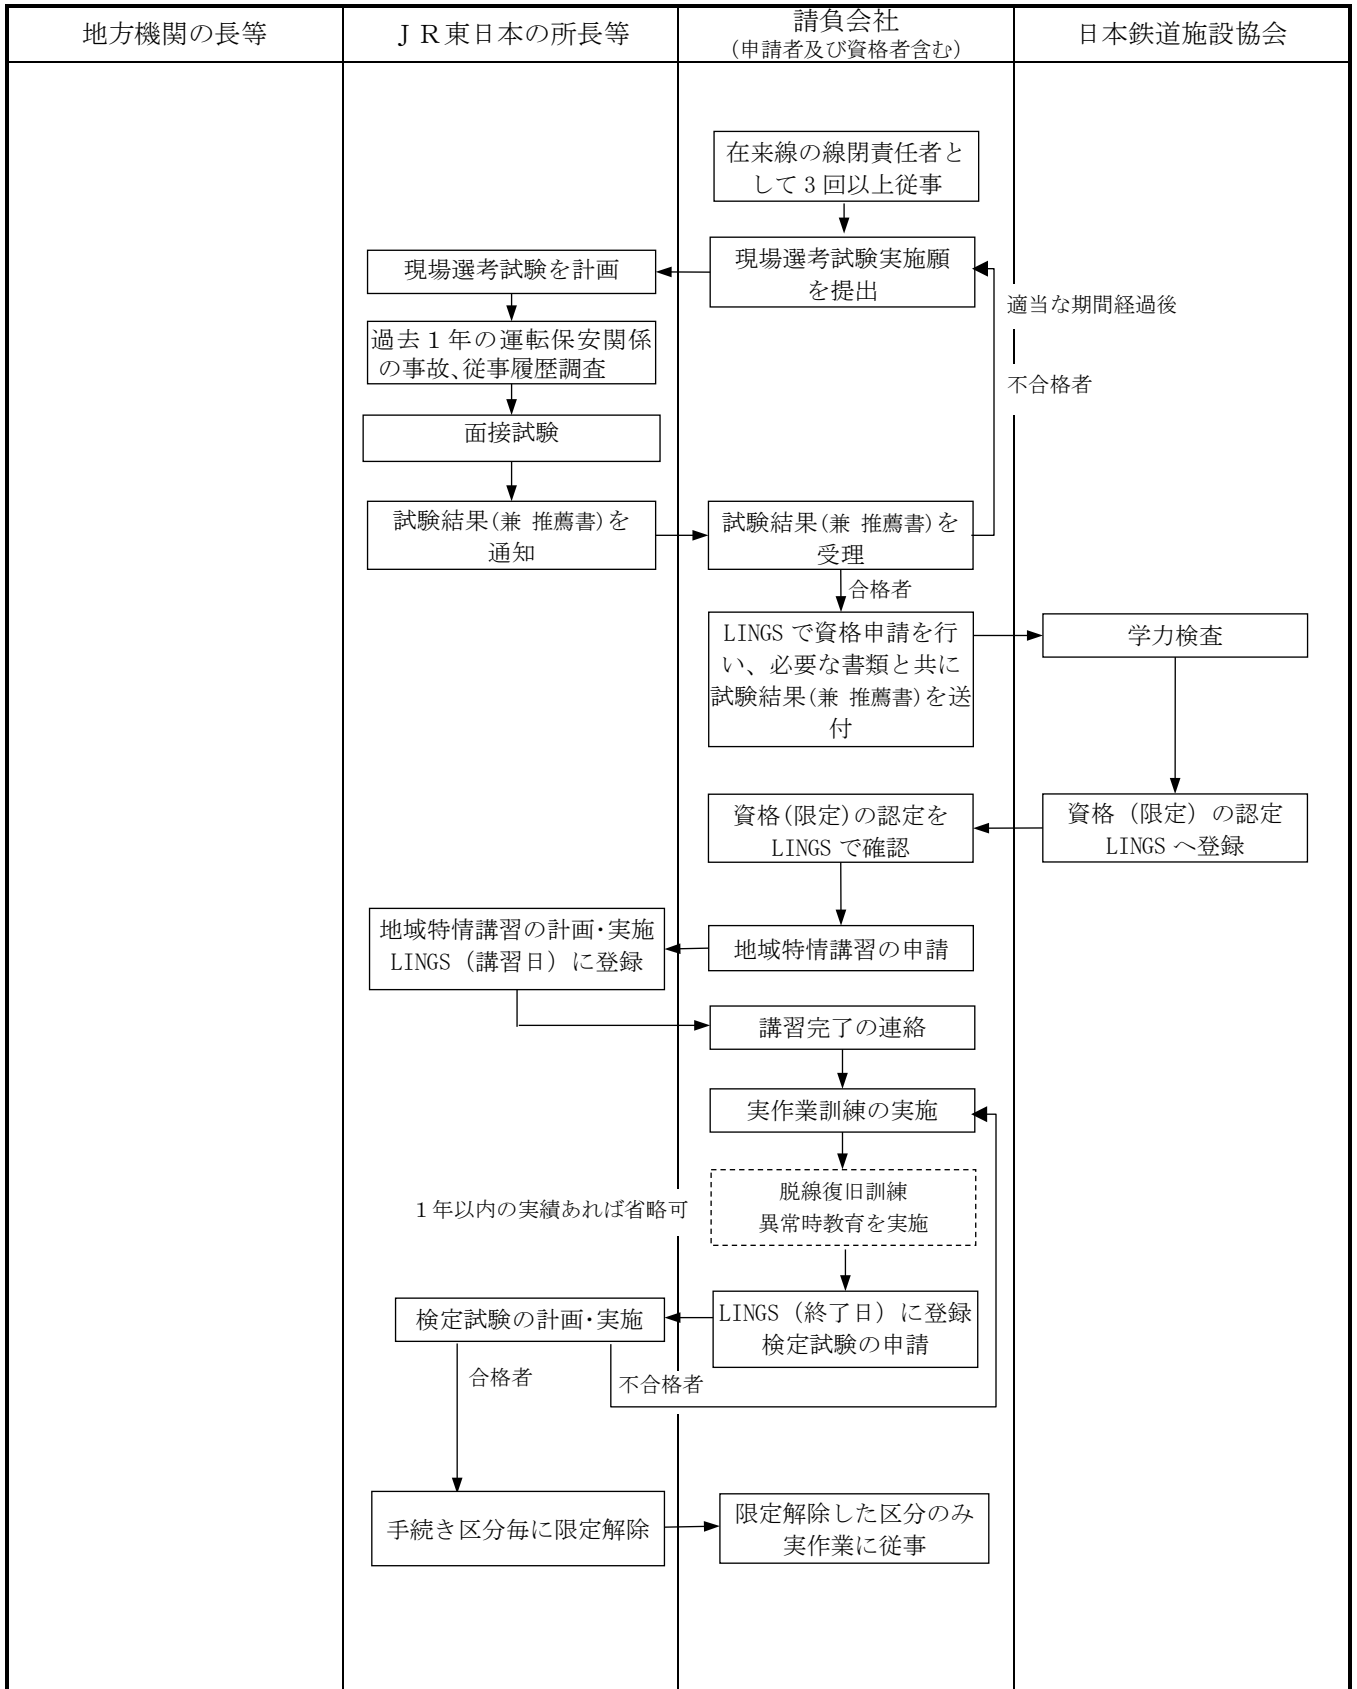 地方機関の長等
ＪＲ東日本の所長等
請負会社
（申請者及び資格者含む）
日本鉄道施設協会
在来線の線閉責任者と
して３回以上従事
現場選考試験を計画
現場選考試験実施願
を提出
適当な期間経過後
過去１年の運転保安関係
の事故、従事履歴調査
不合格者
面接試験
試験結果（兼 推薦書）を
通知
試験結果（兼 推薦書）を
受理
合格者
LINGS で資格申請を行
い、必要な書類と共に
試験結果（兼 推薦書）を送
付
学力検査
資格（限定）の認定を
LINGS で確認
資格（限定）の認定
LINGS へ登録
地域特情講習の計画・実施
LINGS（講習日）に登録
地域特情講習の申請
講習完了の連絡
実作業訓練の実施
１年以内の実績あれば省略可
脱線復旧訓練
異常時教育を実施
検定試験の計画・実施
LINGS（終了日）に登録
検定試験の申請
合格者
不合格者
手続き区分毎に限定解除
限定解除した区分のみ
実作業に従事